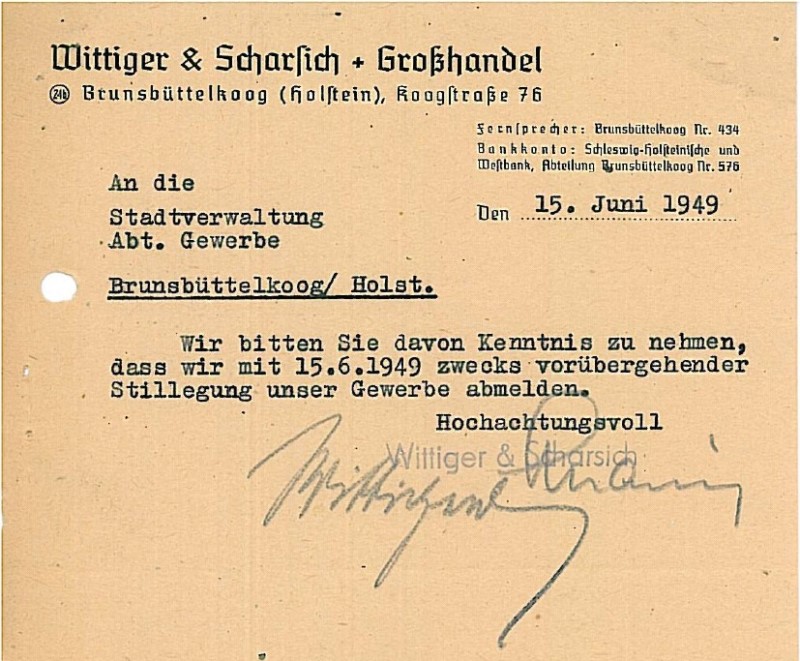 Wittiger & Scharsich + Großhandel
24b Brunsbüttelkoog (Holstein), Koogstraße 76
Fernsprecher: Brunsbüttelkoog Nr. 434
Bankkonto: Schleswig-Holsteinische und
Westbank, Abteilung Brunsbüttelkoog Nr. 576
An die
Stadtverwaltung
Abt. Gewerbe
Den 15. Juni 1949
Brunsbüttelkoog/ Holst.
Wir bitten Sie davon Kenntnis zu nehmen,
dass wir mit 15.6.1949 zwecks vorübergehender
Stillegung unser Gewerbe abmelden.
Hochachtungsvoll
Wittiger & Scharsich